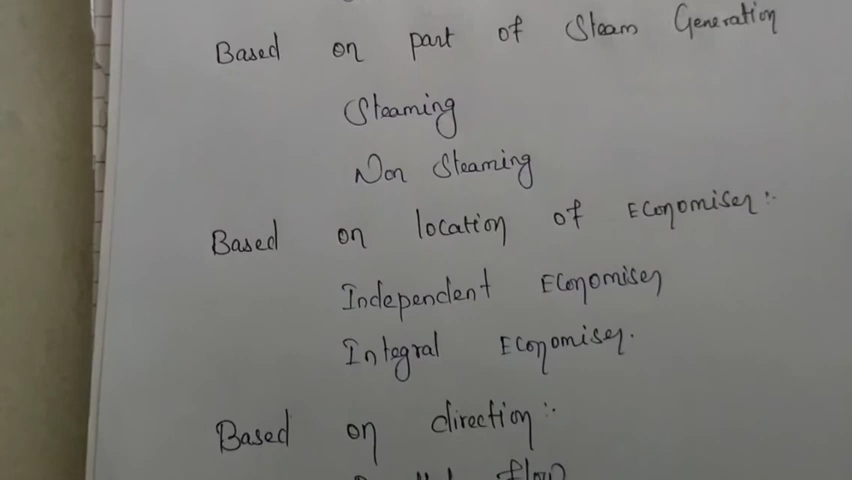 Based on part of Steam Generation
Steaming
Non Steaming
Based on location of Economiser:-
Independent Economiser
Integral Economiser.
Based on direction:-
flow